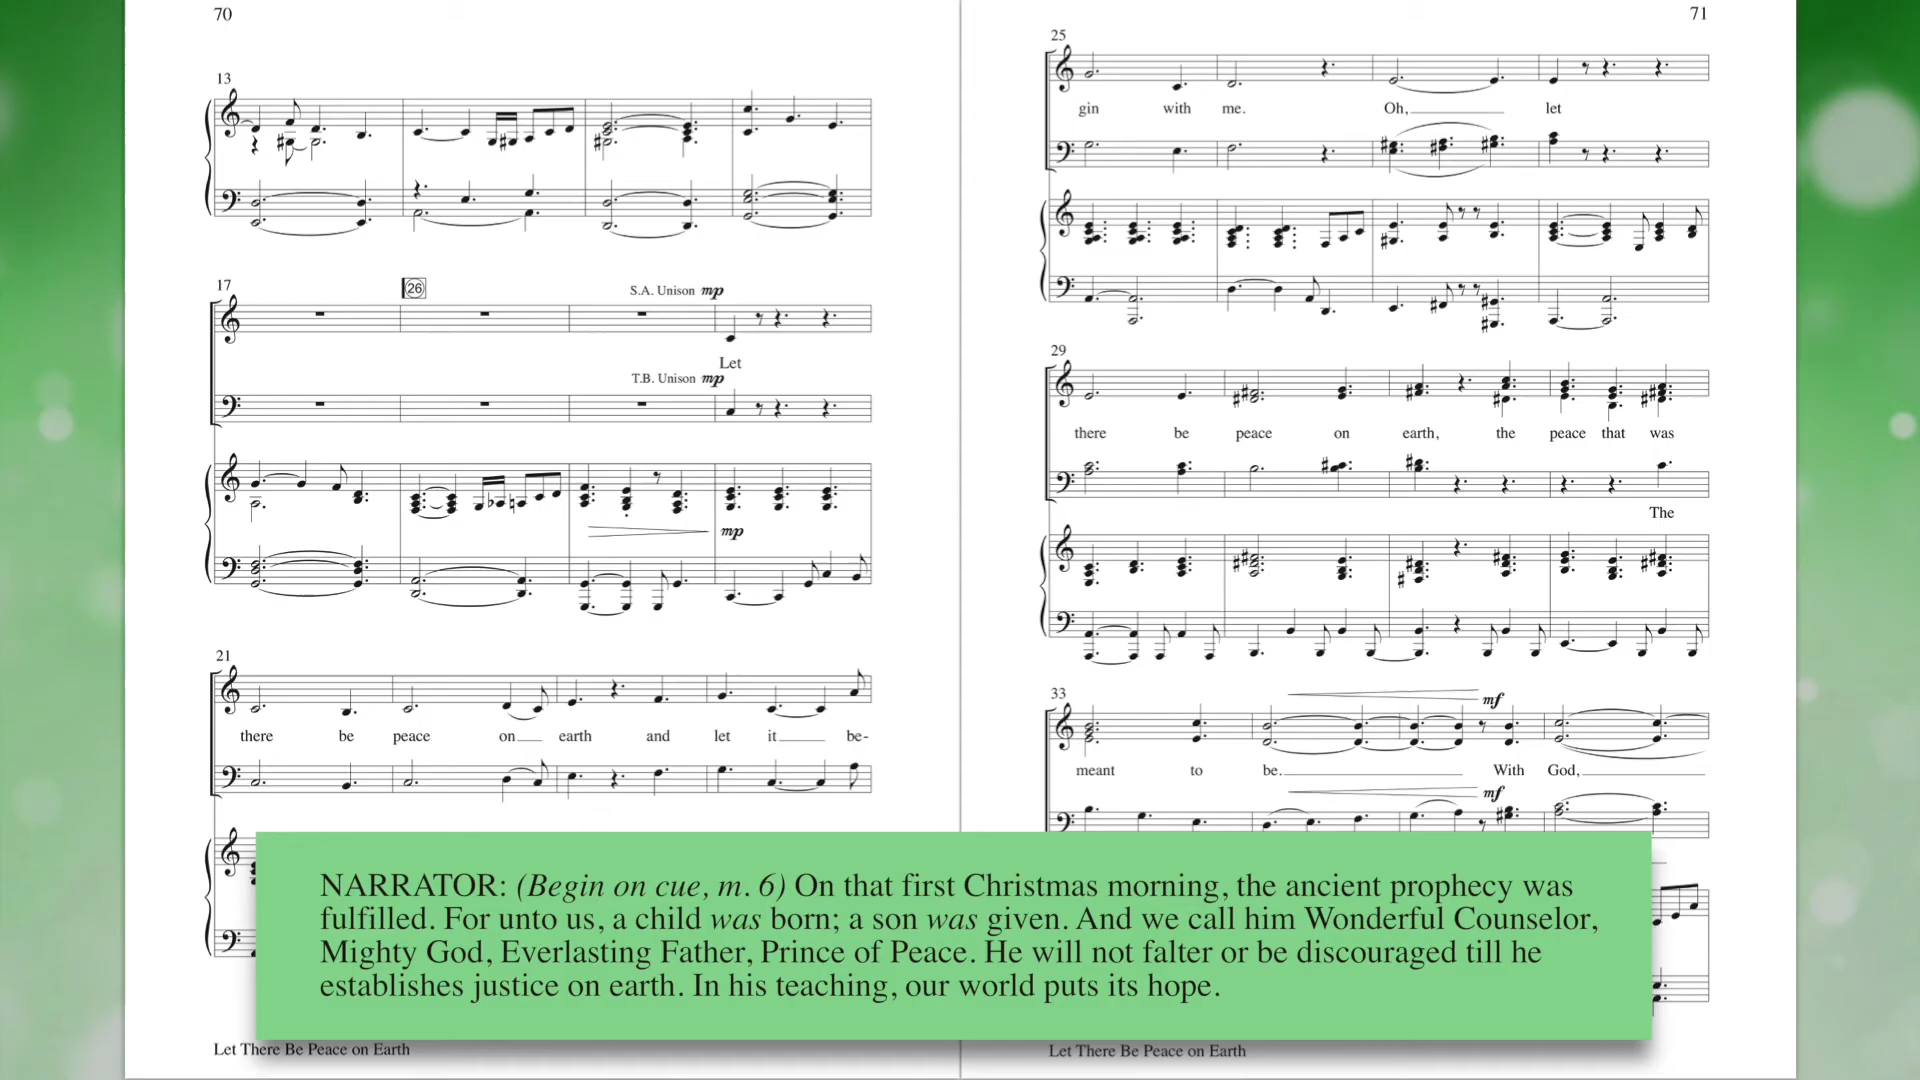 70
13
17
26
S.A. Unison mp
Let
T.B. Unison mp
mp
21
there be peace on earth and let it be-
Let There Be Peace on Earth
71
25
gin with me. Oh, let
29
there be peace on earth, the peace that was
The
33
mf
meant to be. With God,
mf
NARRATOR: (Begin on cue, m. 6) On that first Christmas morning, the ancient prophecy was
fulfilled. For unto us, a child was born; a son was given. And we call him Wonderful Counselor,
Mighty God, Everlasting Father, Prince of Peace. He will not falter or be discouraged till he
establishes justice on earth. In his teaching, our world puts its hope.
Let There Be Peace on Earth